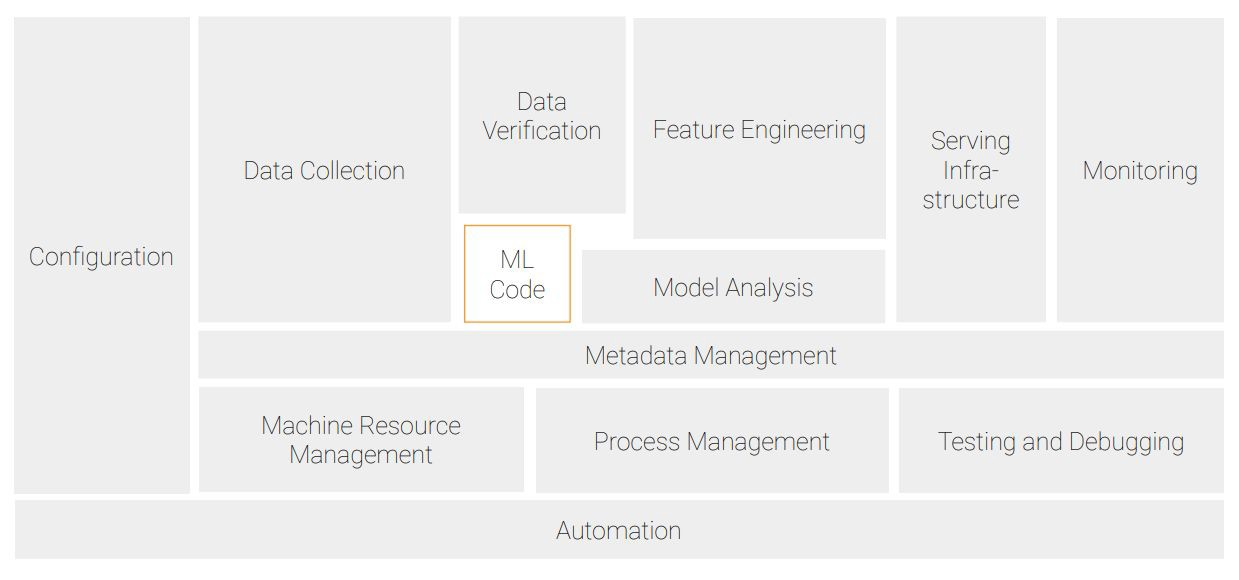 Configuration
Data Collection
Data
Verification
Feature Engineering
Serving
Infra-
structure
Monitoring
ML
Code
Model Analysis
Metadata Management
Machine Resource
Management
Process Management
Testing and Debugging
Automation